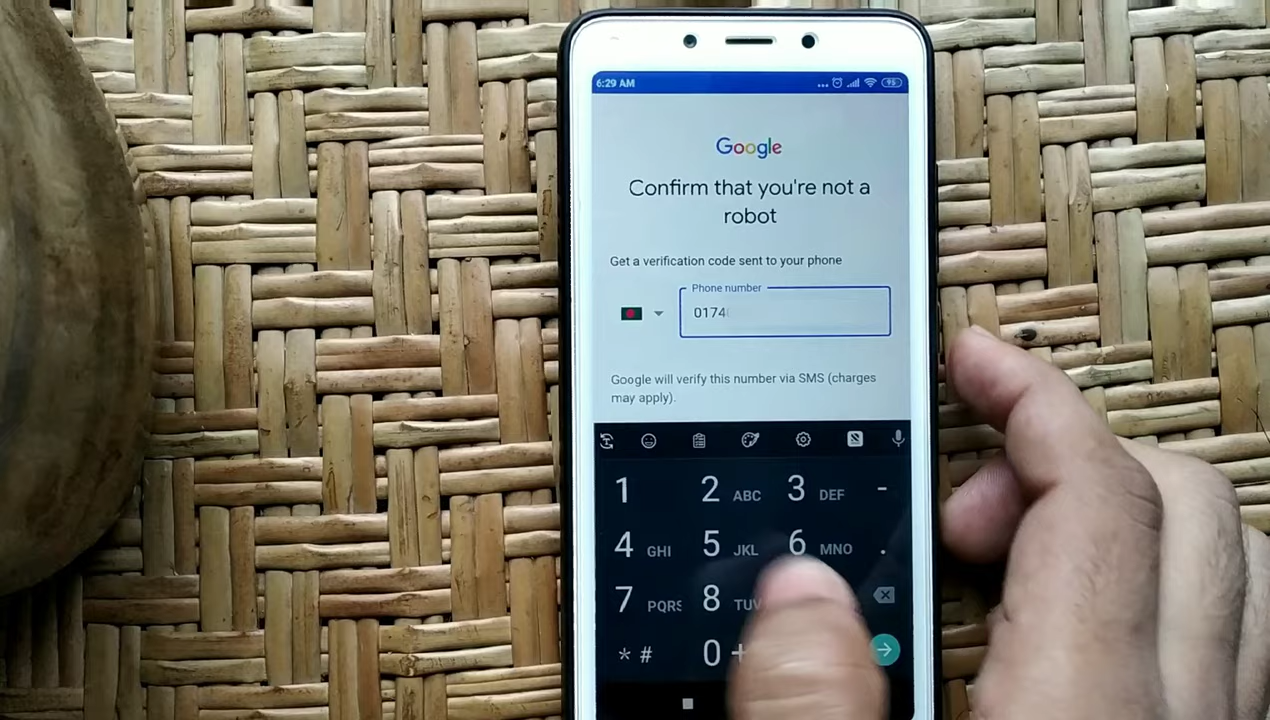 6:29 AM
95
Google
Confirm that you're not a
robot
Get a verification code sent to your phone
Phone number
0174
Google will verify this number via SMS (charges
may apply).
1 2 ABC 3 DEF -
4 GHI 5 JKL 6 MNO .
7 PQRS 8 TUV
* # 0 +